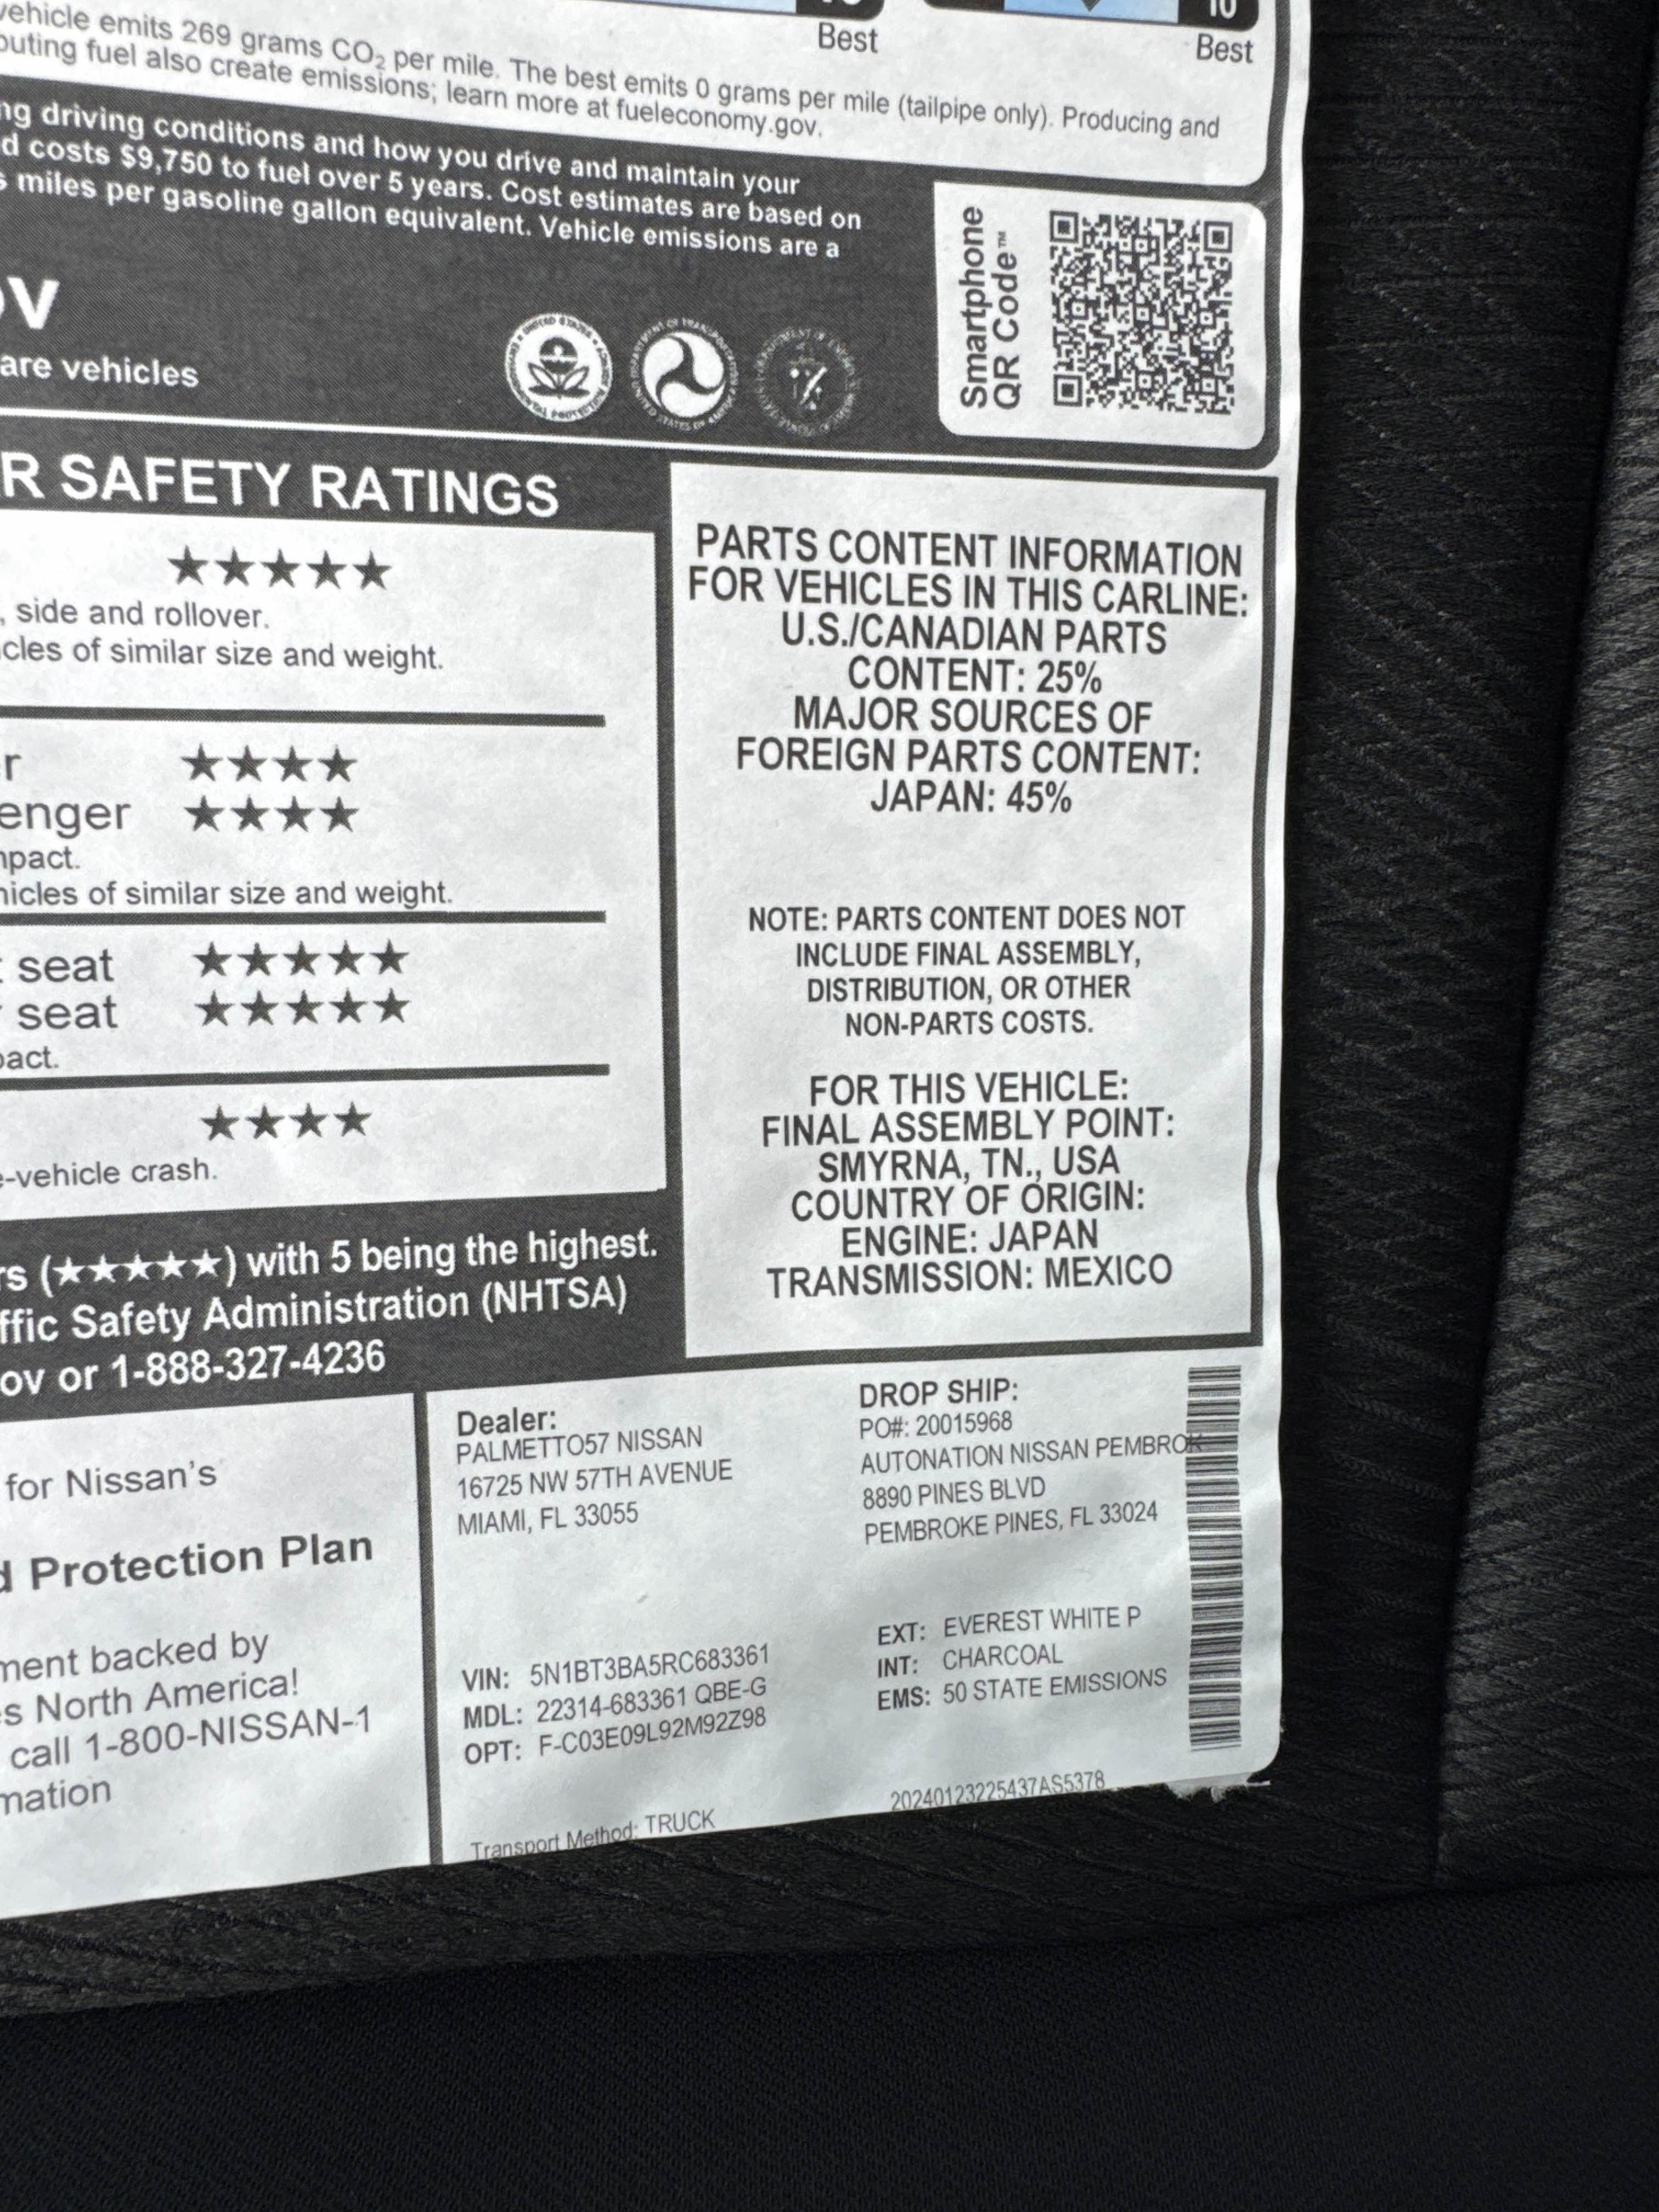 10
Best
Best
vehicle emits 269 grams CO₂ per mile. The best emits 0 grams per mile (tailpipe only). Producing and
buting fuel also create emissions; learn more at fueleconomy.gov.
ng driving conditions and how you drive and maintain your
d costs $9,750 to fuel over 5 years. Cost estimates are based on
s miles per gasoline gallon equivalent. Vehicle emissions are a
ov
are vehicles
Smartphone
QR Code™
R SAFETY RATINGS
★★★★★
, side and rollover.
cles of similar size and weight.
r ★★★★
enger ★★★★
mpact.
hicles of similar size and weight.
t seat ★★★★★
r seat ★★★★★
pact.
★★★★
e-vehicle crash.
rs (★★★★★) with 5 being the highest.
ffic Safety Administration (NHTSA)
ov or 1-888-327-4236
PARTS CONTENT INFORMATION
FOR VEHICLES IN THIS CARLINE:
U.S./CANADIAN PARTS
CONTENT: 25%
MAJOR SOURCES OF
FOREIGN PARTS CONTENT:
JAPAN: 45%
NOTE: PARTS CONTENT DOES NOT
INCLUDE FINAL ASSEMBLY,
DISTRIBUTION, OR OTHER
NON-PARTS COSTS.
FOR THIS VEHICLE:
FINAL ASSEMBLY POINT:
SMYRNA, TN., USA
COUNTRY OF ORIGIN:
ENGINE: JAPAN
TRANSMISSION: MEXICO
for Nissan's
d Protection Plan
ment backed by
s North America!
call 1-800-NISSAN-1
mation
Dealer:
PALMETTO57 NISSAN
16725 NW 57TH AVENUE
MIAMI, FL 33055
DROP SHIP:
PO#: 20015968
AUTONATION NISSAN PEMBROK
8890 PINES BLVD
PEMBROKE PINES, FL 33024
VIN: 5N1BT3BA5RC683361
MDL: 22314-683361 QBE-G
OPT: F-C03E09L92M92Z98
EXT: EVEREST WHITE P
INT: CHARCOAL
EMS: 50 STATE EMISSIONS
Transport Method: TRUCK
20240123225437AS5378